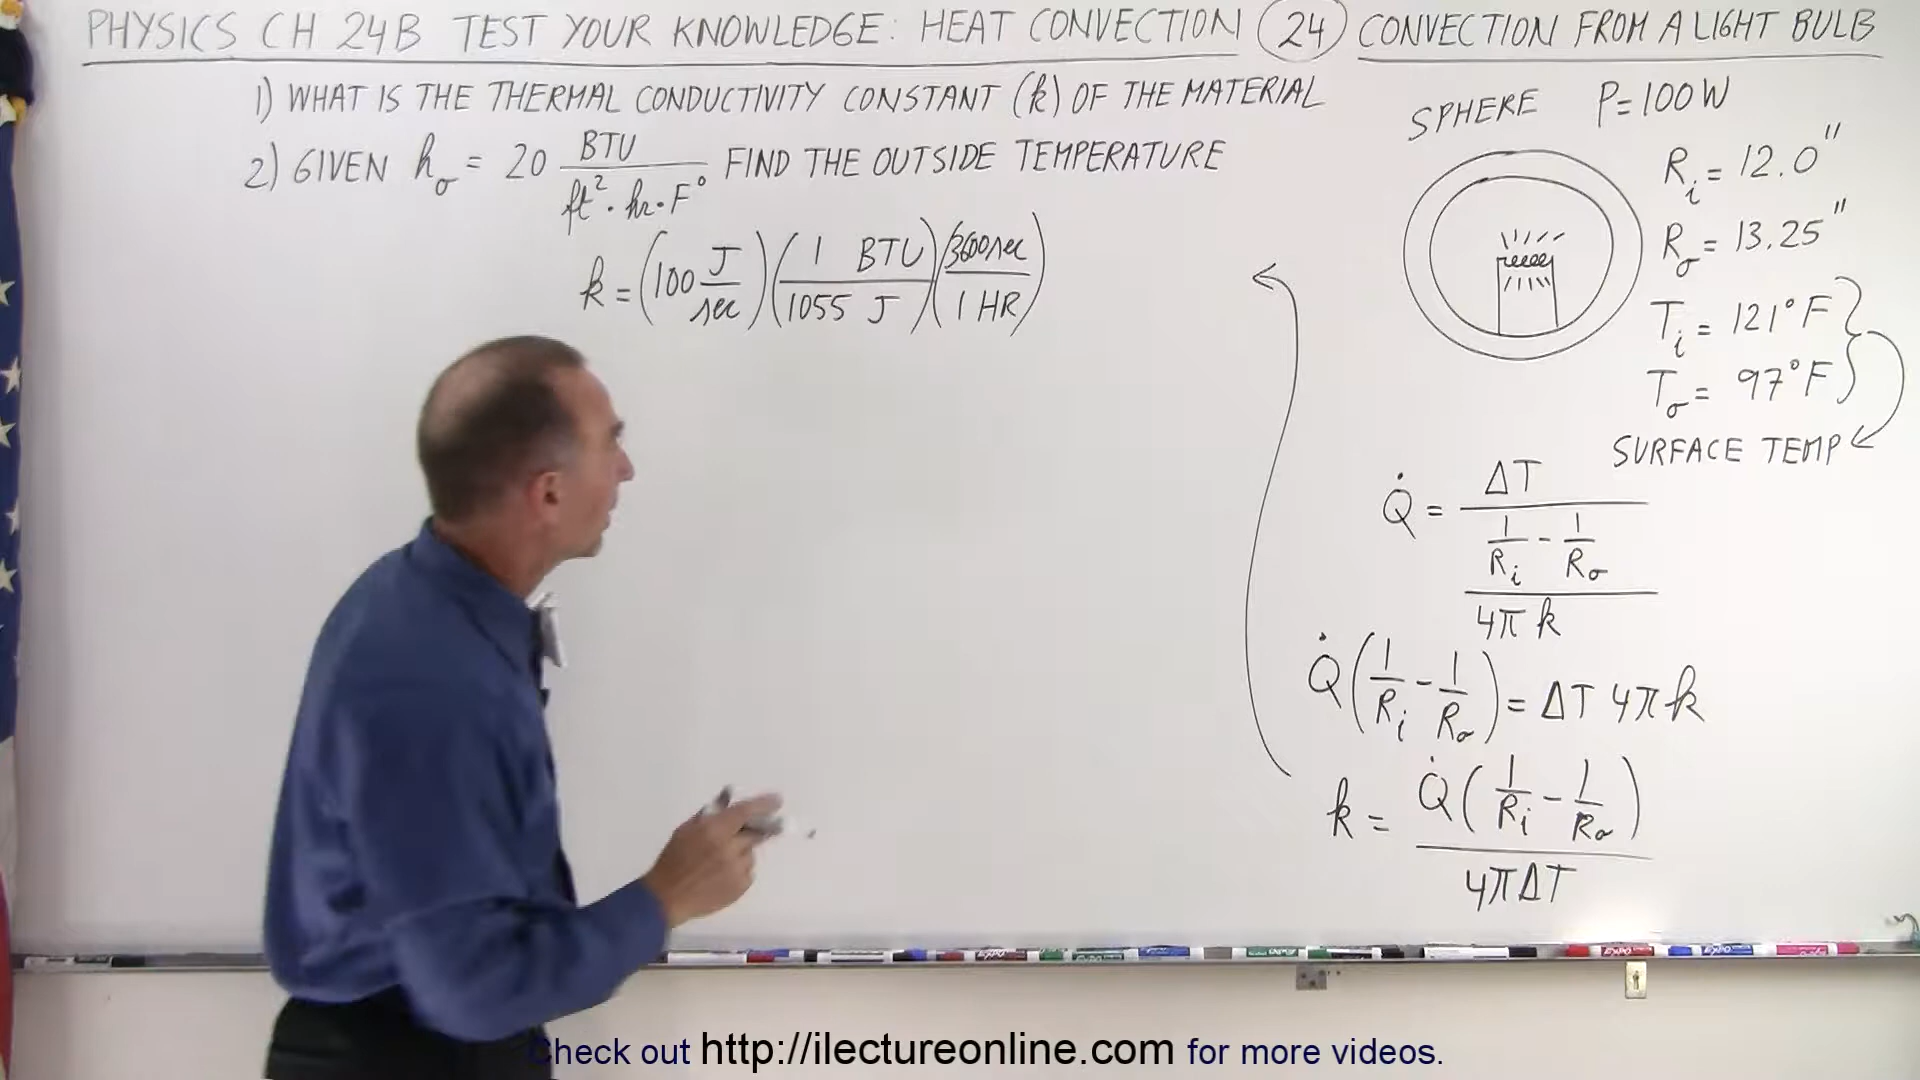 PHYSICS CH 24B TEST YOUR KNOWLEDGE: HEAT CONVECTION (24) CONVECTION FROM A LIGHT BULB
1) WHAT IS THE THERMAL CONDUCTIVITY CONSTANT (k) OF THE MATERIAL
2) GIVEN h_o = 20 BTU / (ft² · hr · F°) FIND THE OUTSIDE TEMPERATURE
k = (100 J/sec) (1 BTU / 1055 J) (3600 sec / 1 HR)
SPHERE P = 100 W
R_i = 12.0"
R_o = 13.25"
T_i = 121°F
T_o = 97°F
SURFACE TEMP
Q̇ = ΔT / ((1/R_i - 1/R_o) / 4πk)
Q̇ (1/R_i - 1/R_o) = ΔT 4πk
k = Q̇ (1/R_i - 1/R_o) / 4πΔT
Check out http://ilectureonline.com for more videos.